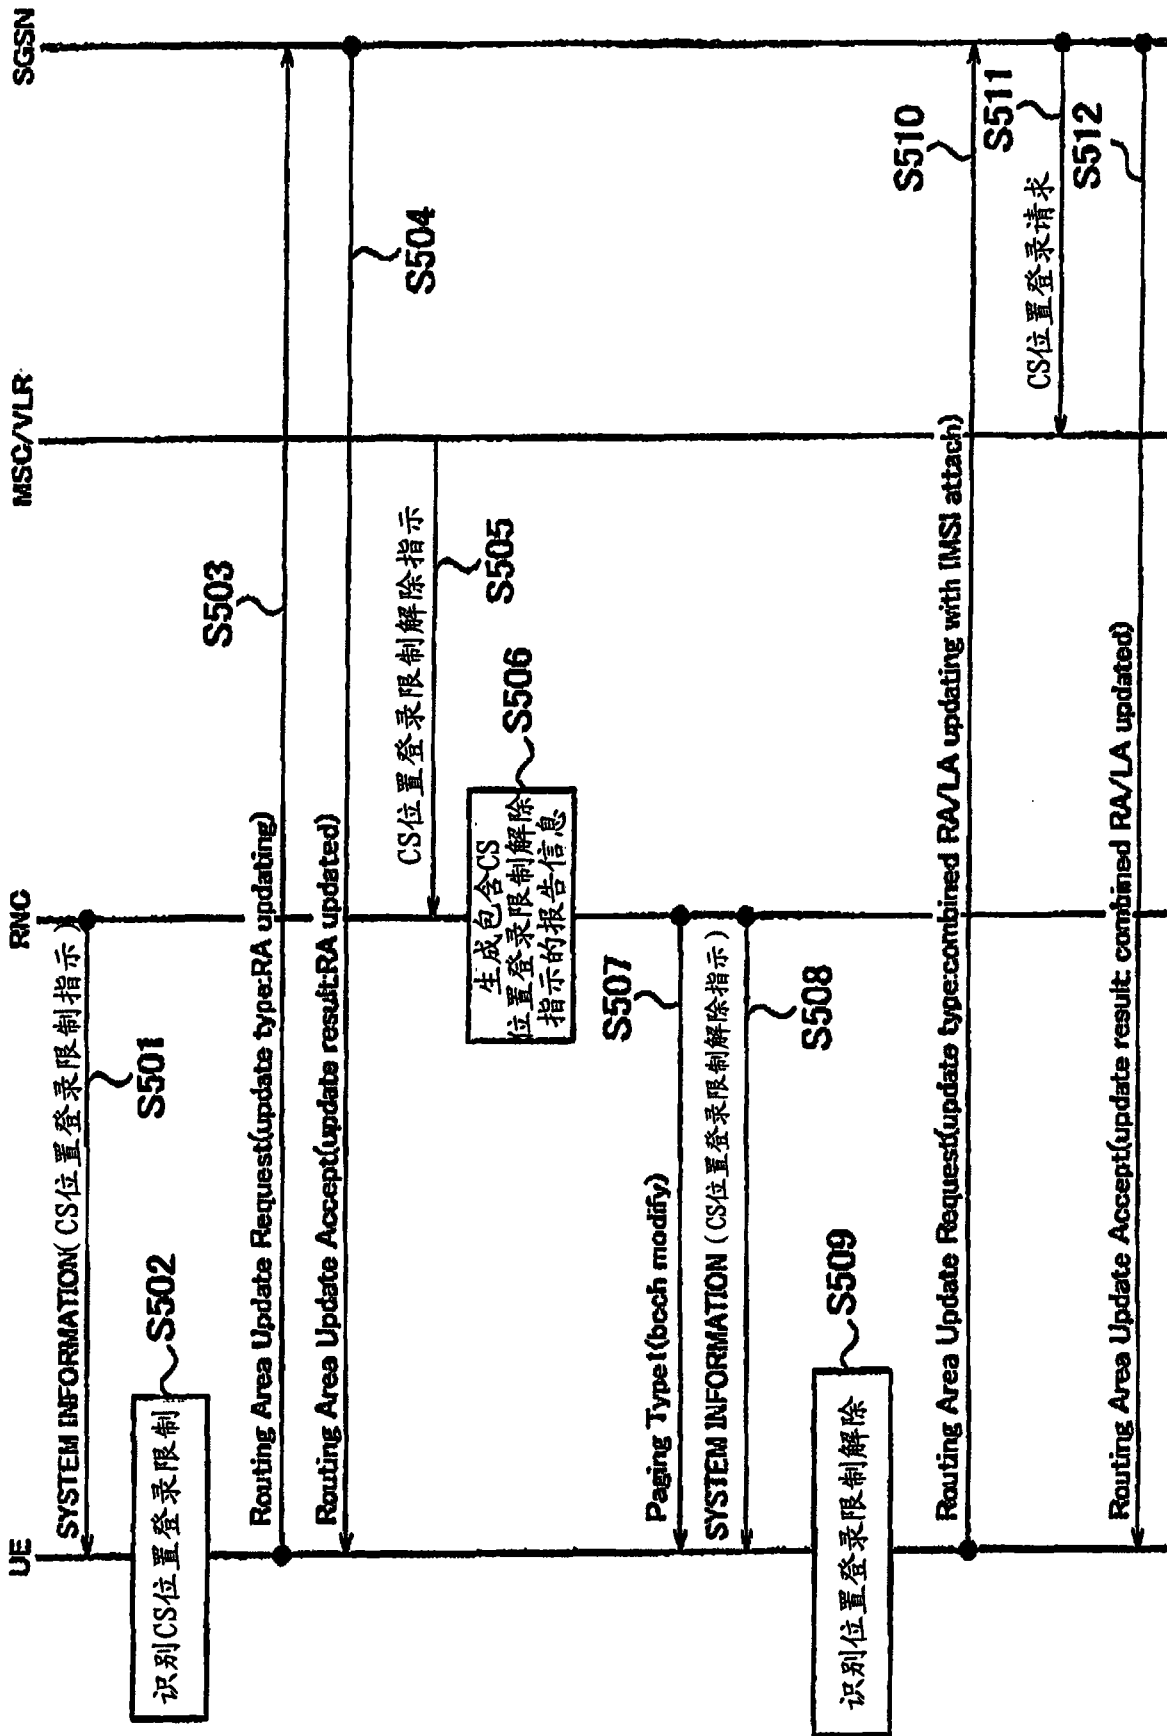 UE
RNC
MSC/VLR
SGSN
SYSTEM INFORMATION(CS位置登录限制指示)
S501
识别CS位置登录限制
S502
Routing Area Update Request(update type:RA updating)
S503
Routing Area Update Accept(update result:RA updated)
S504
CS位置登录限制解除指示
S505
生成包含CS
位置登录限制解除
指示的报告信息
S506
Paging Type1(bcch modify)
S507
SYSTEM INFORMATION(CS位置登录限制解除指示)
S508
识别位置登录限制解除
S509
Routing Area Update Request(update type:combined RA/LA updating with IMSI attach)
S510
CS位置登录请求
S511
Routing Area Update Accept(update result: combined RA/LA updated)
S512